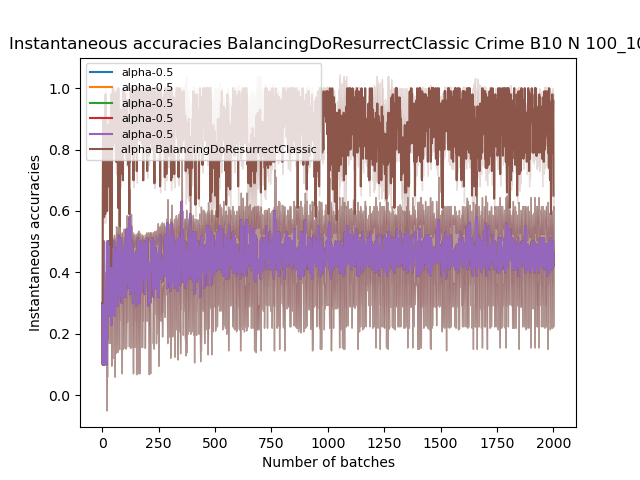 Instantaneous accuracies BalancingDoResurrectClassic Crime B10 N 100_10
alpha-0.5
alpha-0.5
alpha-0.5
alpha-0.5
alpha-0.5
alpha BalancingDoResurrectClassic
1.0
0.8
0.6
0.4
0.2
0.0
Instantaneous accuracies
0 250 500 750 1000 1250 1500 1750 2000
Number of batches